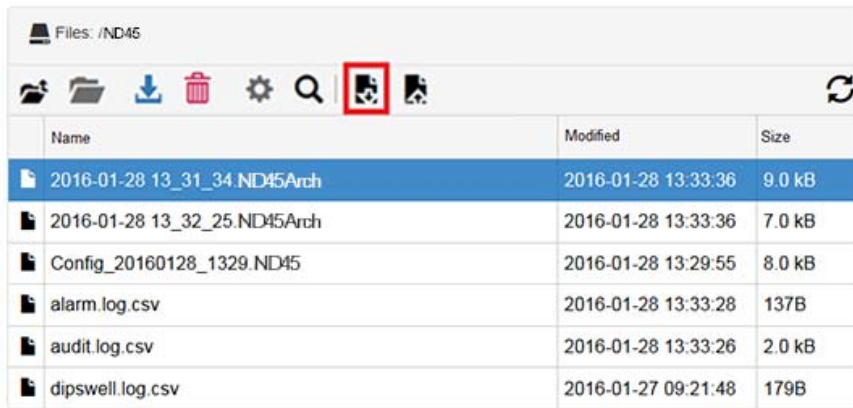 Files: /ND45
Name Modified Size
2016-01-28 13_31_34.ND45Arch 2016-01-28 13:33:36 9.0 kB
2016-01-28 13_32_25.ND45Arch 2016-01-28 13:33:36 7.0 kB
Config_20160128_1329.ND45 2016-01-28 13:29:55 8.0 kB
alarm.log.csv 2016-01-28 13:33:28 137B
audit.log.csv 2016-01-28 13:33:26 2.0 kB
dipswell.log.csv 2016-01-27 09:21:48 179B